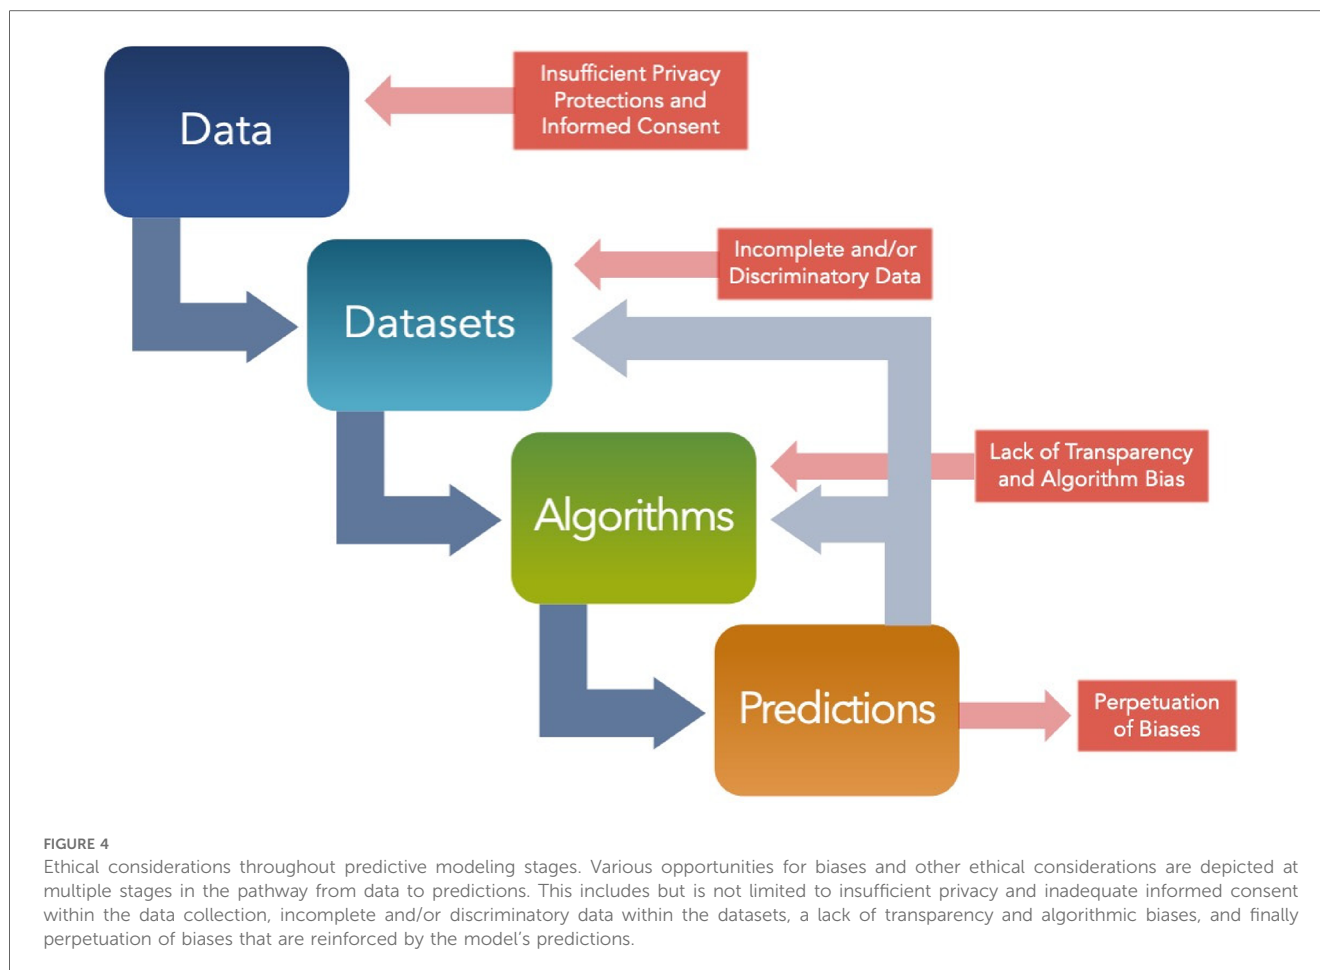 Data
Insufficient Privacy
Protections and
Informed Consent
Incomplete and/or
Discriminatory Data
Datasets
Lack of Transparency
and Algorithm Bias
Algorithms
Predictions
Perpetuation
of Biases
FIGURE 4
Ethical considerations throughout predictive modeling stages. Various opportunities for biases and other ethical considerations are depicted at
multiple stages in the pathway from data to predictions. This includes but is not limited to insufficient privacy and inadequate informed consent
within the data collection, incomplete and/or discriminatory data within the datasets, a lack of transparency and algorithmic biases, and finally
perpetuation of biases that are reinforced by the model's predictions.